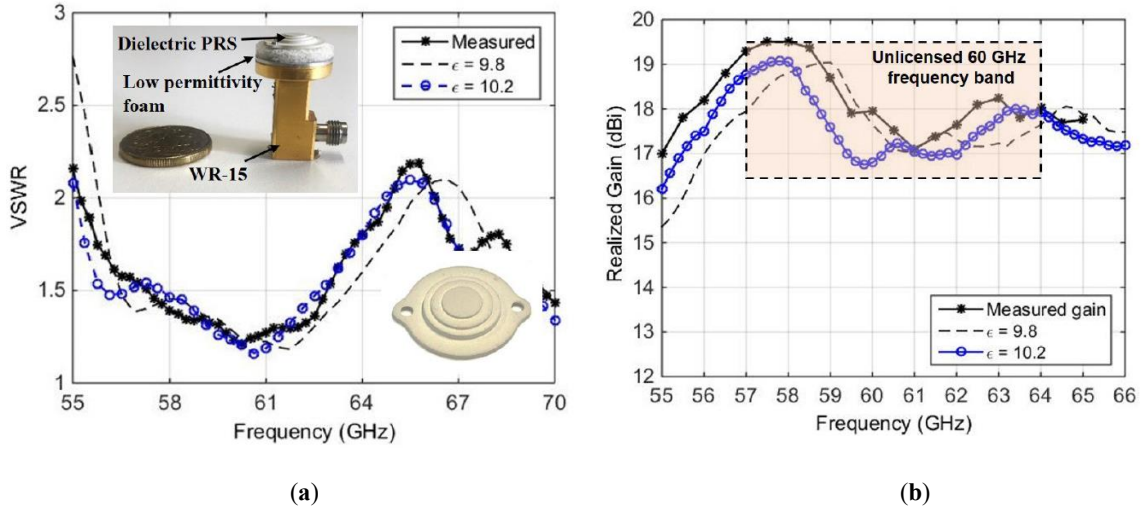 3
2.5
2
1.5
1
VSWR
55
58
61
64
67
70
Frequency (GHz)
Dielectric PRS
Low permittivity
foam
WR-15
Measured
ϵ = 9.8
ϵ = 10.2
(a)
20
19
18
17
16
15
14
13
12
Realized Gain (dBi)
55 56 57 58 59 60 61 62 63 64 65 66
Frequency (GHz)
Unlicensed 60 GHz
frequency band
Measured gain
ϵ = 9.8
ϵ = 10.2
(b)